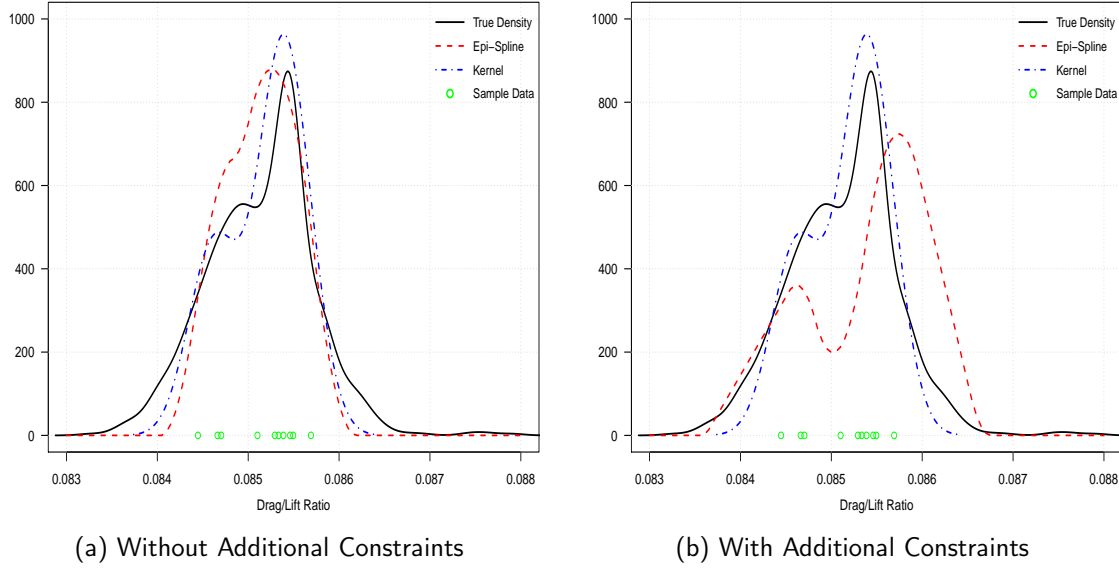 1000
800
600
400
200
0
0.083 0.084 0.085 0.086 0.087 0.088
Drag/Lift Ratio
True Density
Epi−Spline
Kernel
Sample Data
(a) Without Additional Constraints
1000
800
600
400
200
0
0.083 0.084 0.085 0.086 0.087 0.088
Drag/Lift Ratio
True Density
Epi−Spline
Kernel
Sample Data
(b) With Additional Constraints